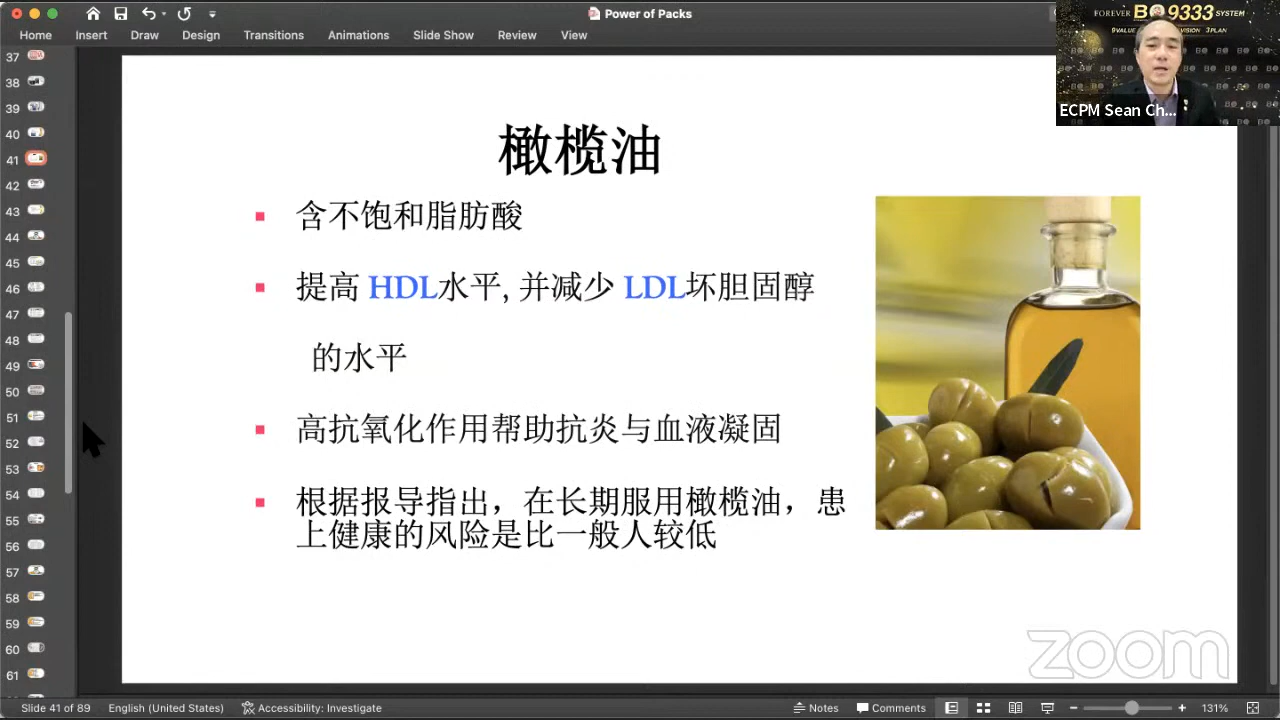 Power of Packs
Home Insert Draw Design Transitions Animations Slide Show Review View
FOREVER BO 9333 SYSTEM
ECPM Sean Ch...
橄榄油
含不饱和脂肪酸
提高 HDL水平, 并减少 LDL坏胆固醇
的水平
高抗氧化作用帮助抗炎与血液凝固
根据报导指出，在长期服用橄榄油，患
上健康的风险是比一般人较低
zoom
37
38
39
40
41
42
43
44
45
46
47
48
49
50
51
52
53
54
55
56
57
58
59
60
61
Slide 41 of 89 English (United States) Accessibility: Investigate Notes Comments 131%